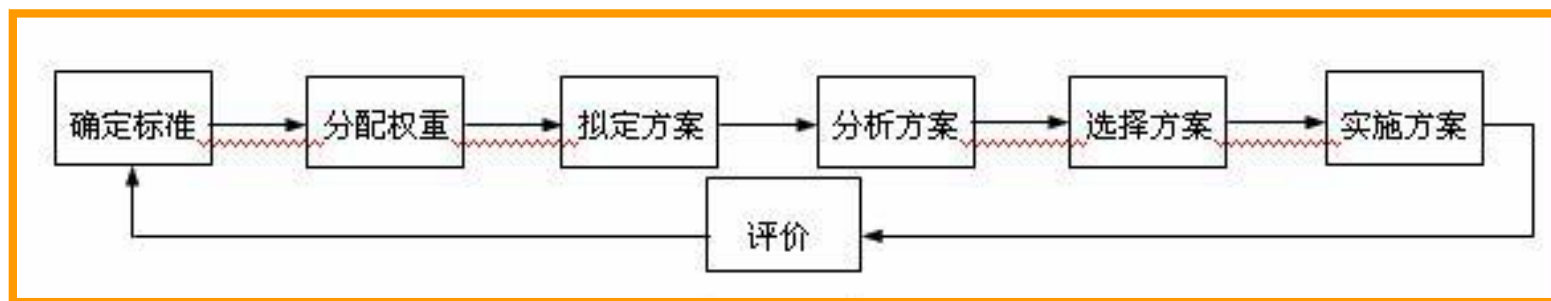 确定标准
分配权重
拟定方案
分析方案
选择方案
实施方案
评价